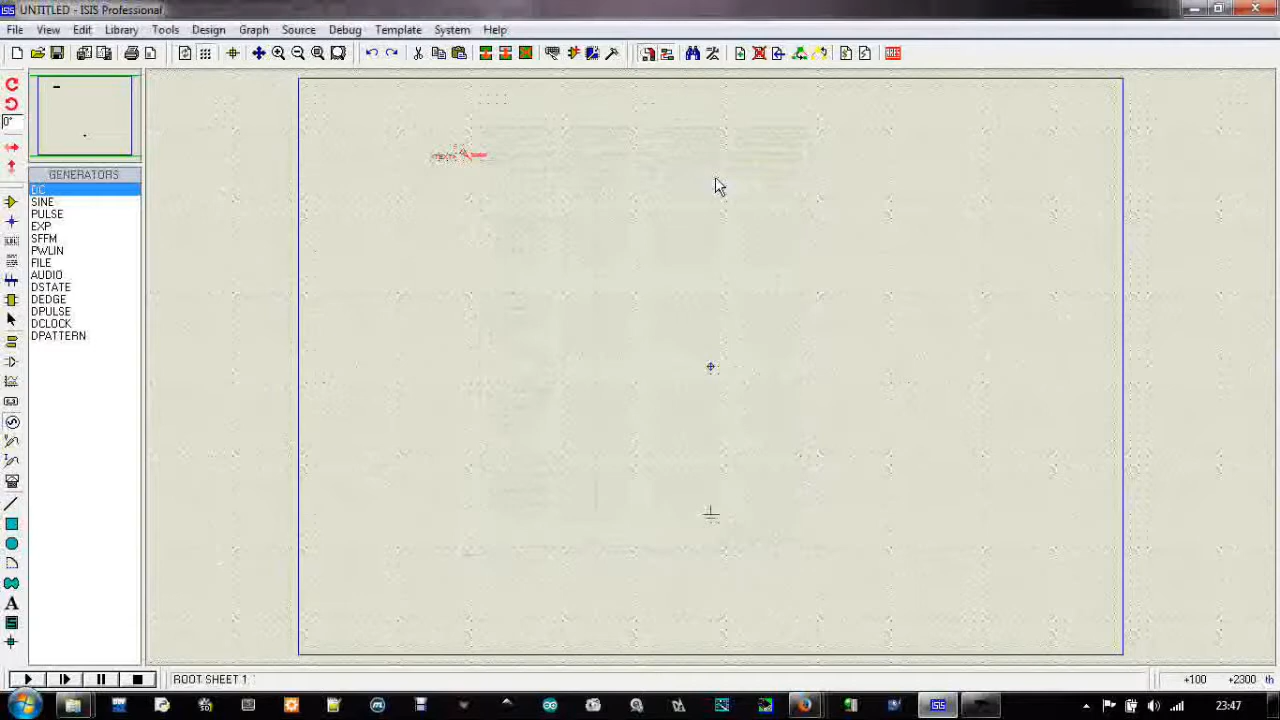 UNTITLED - ISIS Professional
File View Edit Library Tools Design Graph Source Debug Template System Help
0°
GENERATORS
DC
SINE
PULSE
EXP
SFFM
PWLIN
FILE
AUDIO
DSTATE
DEDGE
DPULSE
DCLOCK
DPATTERN
A
ROOT SHEET 1
+100 +2300 th
23:47